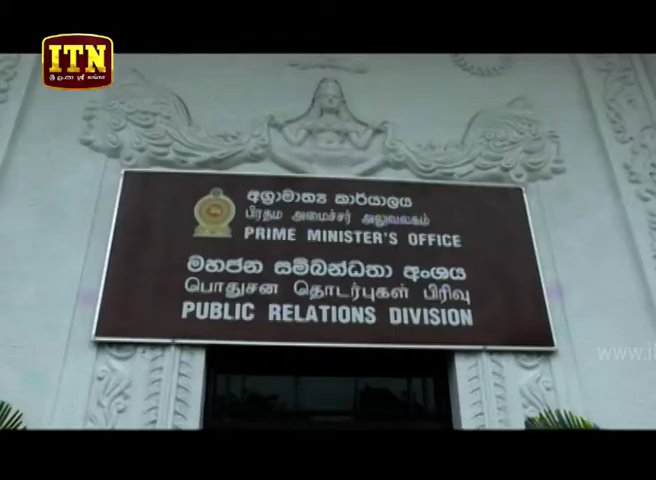 ITN
අග්‍රාමාත්‍ය කාර්යාලය
பிரதம அமைச்சர் அலுவலகம்
PRIME MINISTER'S OFFICE
මහජන සම්බන්ධතා අංශය
பொதுசன தொடர்புகள் பிரிவு
PUBLIC RELATIONS DIVISION